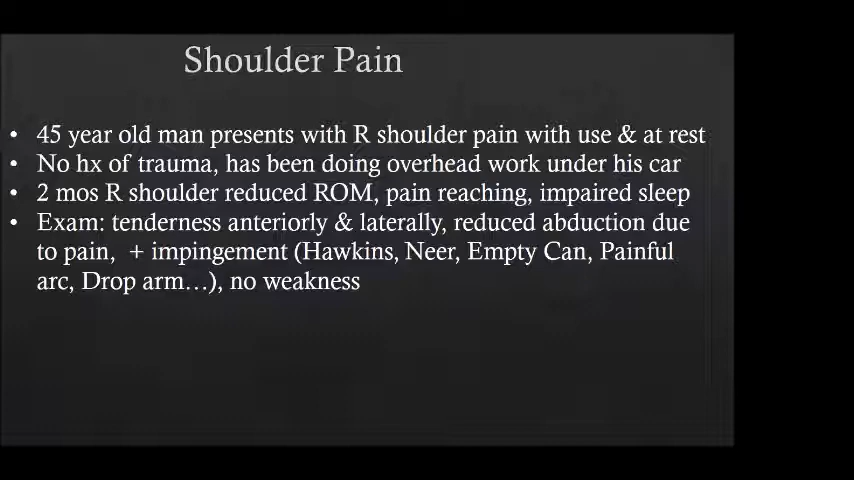 Shoulder Pain
• 45 year old man presents with R shoulder pain with use & at rest
• No hx of trauma, has been doing overhead work under his car
• 2 mos R shoulder reduced ROM, pain reaching, impaired sleep
• Exam: tenderness anteriorly & laterally, reduced abduction due
to pain, + impingement (Hawkins, Neer, Empty Can, Painful
arc, Drop arm…), no weakness